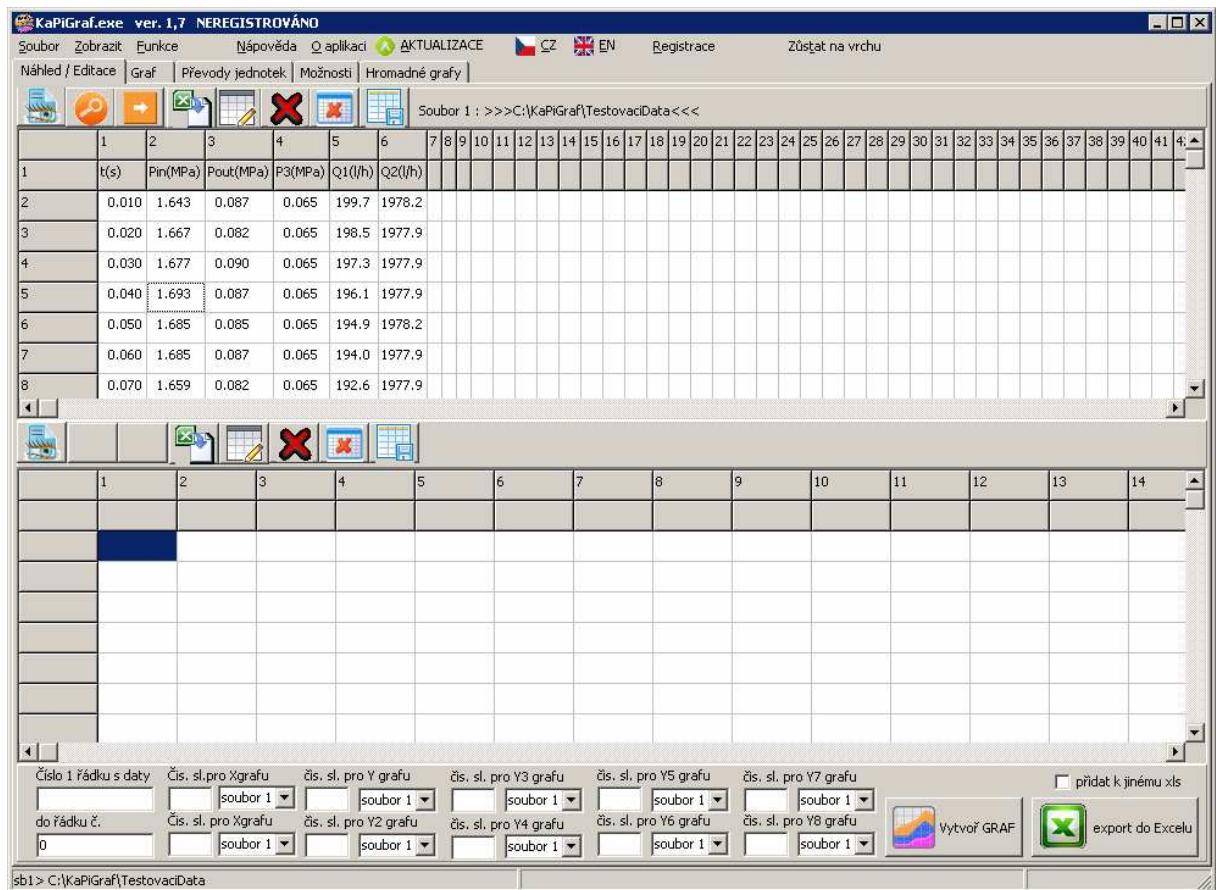 KaPiGraf.exe ver. 1,7 NEREGISTROVÁNO
Soubor Zobrazit Eunkce Nápověda O aplikaci AKTUALIZACE CZ EN Registrace Zůstat na vrchu
Náhled / Editace Graf Převody jednotek Možnosti Hromadné grafy
Soubor 1 : >>>C:\KaPiGraf\TestovaciData<<<
1 2 3 4 5 6 7 8 9 10 11 12 13 14 15 16 17 18 19 20 21 22 23 24 25 26 27 28 29 30 31 32 33 34 35 36 37 38 39 40 41
1 t(s) Pin(MPa) Pout(MPa) P3(MPa) Q1(l/h) Q2(l/h)
2 0.010 1.643 0.087 0.065 199.7 1978.2
3 0.020 1.667 0.082 0.065 198.5 1977.9
4 0.030 1.677 0.090 0.065 197.3 1977.9
5 0.040 1.693 0.087 0.065 196.1 1977.9
6 0.050 1.685 0.085 0.065 194.9 1978.2
7 0.060 1.685 0.087 0.065 194.0 1977.9
8 0.070 1.659 0.082 0.065 192.6 1977.9
1 2 3 4 5 6 7 8 9 10 11 12 13 14
Číslo 1 řádku s daty Čis. sl.pro Xgrafu čis. sl. pro Y grafu čis. sl. pro Y3 grafu čis. sl. pro Y5 grafu čis. sl. pro Y7 grafu přidat k jinému xls
soubor 1 soubor 1 soubor 1 soubor 1 soubor 1
do řádku č. Čis. sl. pro Xgrafu čis. sl. pro Y2 grafu čis. sl. pro Y4 grafu čis. sl. pro Y6 grafu čis. sl. pro Y8 grafu Vytvoř GRAF export do Excelu
0 soubor 1 soubor 1 soubor 1 soubor 1 soubor 1
sb1> C:\KaPiGraf\TestovaciData